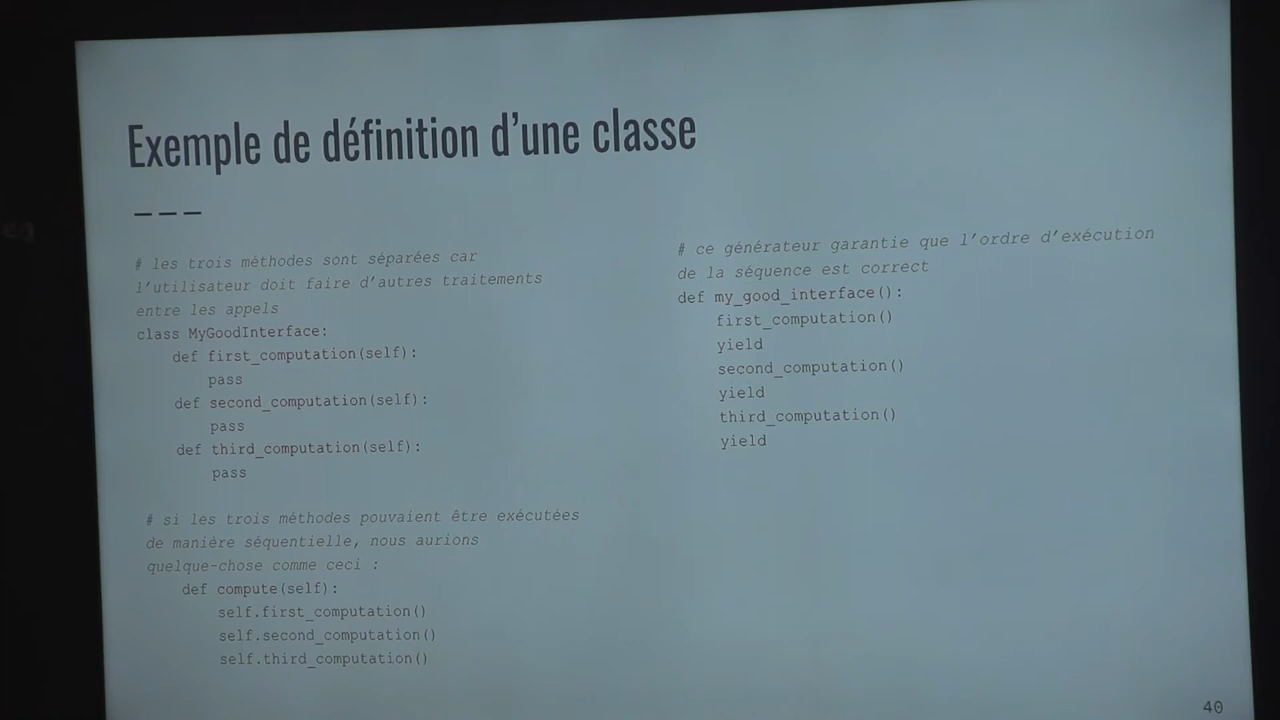 Exemple de définition d'une classe
# les trois méthodes sont séparées car
l'utilisateur doit faire d'autres traitements
entre les appels
class MyGoodInterface:
def first_computation(self):
pass
def second_computation(self):
pass
def third_computation(self):
pass
# si les trois méthodes pouvaient être exécutées
de manière séquentielle, nous aurions
quelque-chose comme ceci :
def compute(self):
self.first_computation()
self.second_computation()
self.third_computation()
# ce générateur garantie que l'ordre d'exécution
de la séquence est correct
def my_good_interface():
first_computation()
yield
second_computation()
yield
third_computation()
yield
40